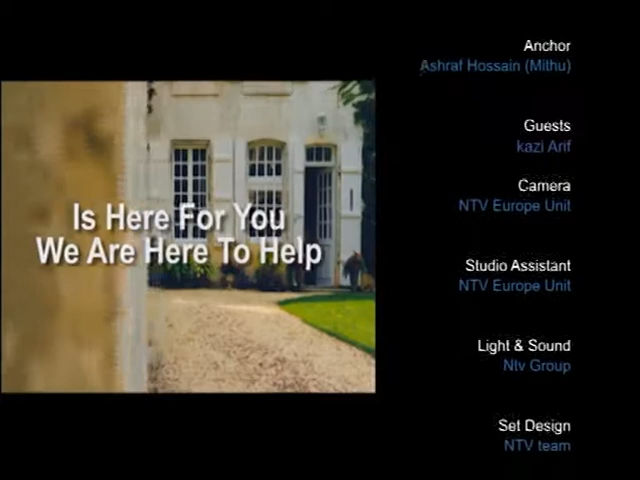 Is Here For You
We Are Here To Help
Anchor
Ashraf Hossain (Mithu)
Guests
kazi Arif
Camera
NTV Europe Unit
Studio Assistant
NTV Europe Unit
Light & Sound
Ntv Group
Set Design
NTV team